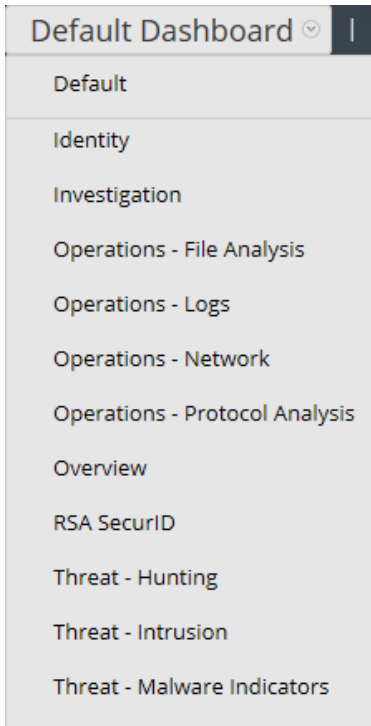 Default Dashboard
Default
Identity
Investigation
Operations - File Analysis
Operations - Logs
Operations - Network
Operations - Protocol Analysis
Overview
RSA SecurID
Threat - Hunting
Threat - Intrusion
Threat - Malware Indicators